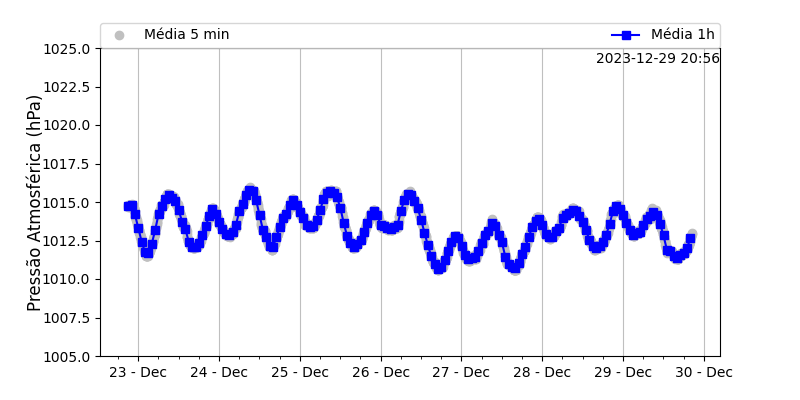 Média 5 min
Média 1h
2023-12-29 20:56
Pressão Atmosférica (hPa)
1025.0
1022.5
1020.0
1017.5
1015.0
1012.5
1010.0
1007.5
1005.0
23 - Dec
24 - Dec
25 - Dec
26 - Dec
27 - Dec
28 - Dec
29 - Dec
30 - Dec